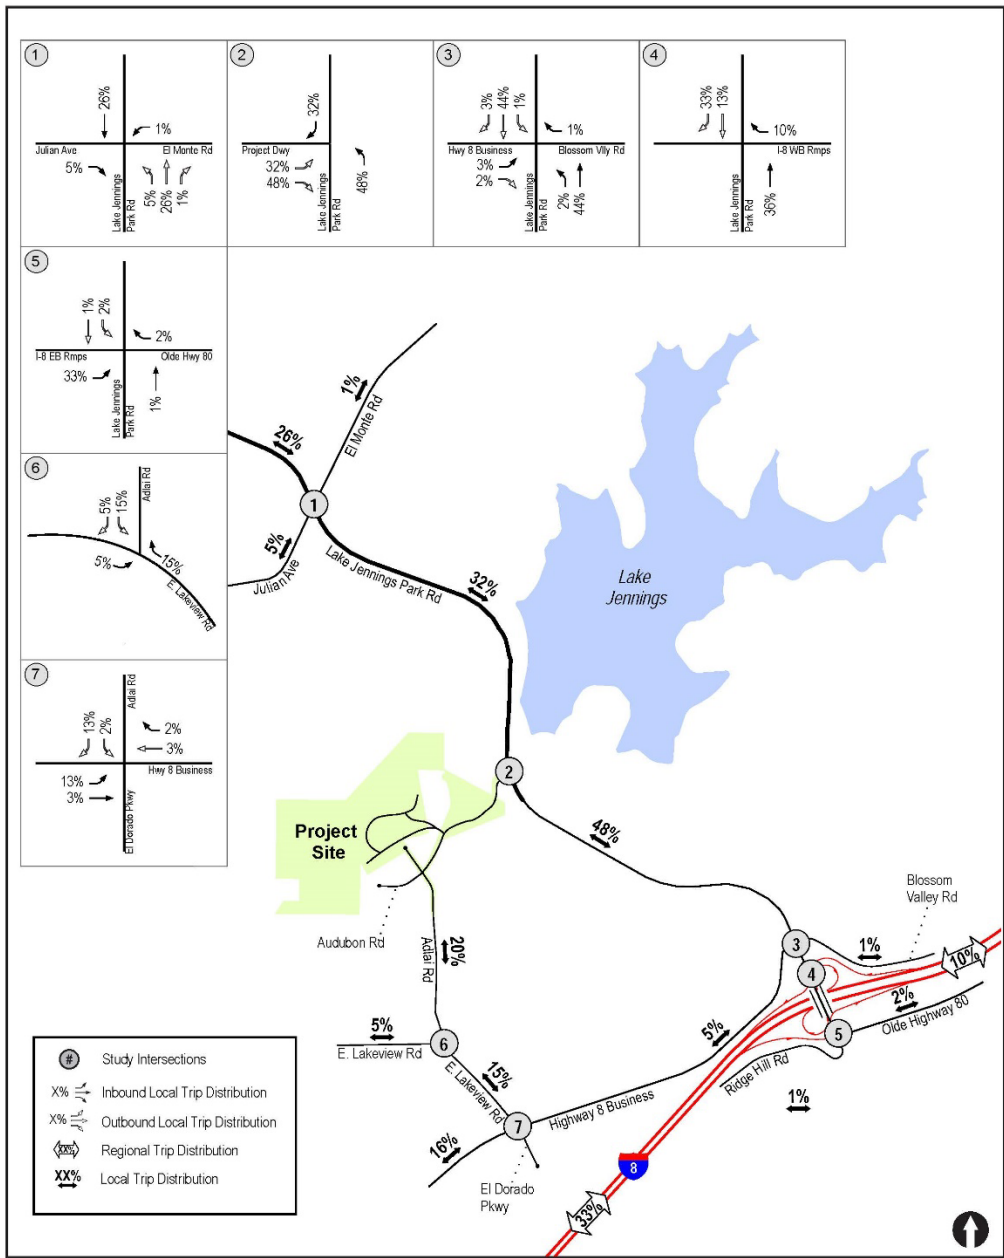 1
26%
1%
Julian Ave
El Monte Rd
5%
Lake Jennings
Park Rd
5%
26%
1%
2
32%
Project Dwy
32%
48%
48%
Lake Jennings
Park Rd
3
3%
44%
1%
1%
Hwy 8 Business
Blossom Vlly Rd
3%
2%
Lake Jennings
Park Rd
2%
44%
4
33%
13%
10%
I-8 WB Rmps
Lake Jennings
Park Rd
36%
5
1%
2%
2%
I-8 EB Rmps
Olde Hwy 80
33%
Lake Jennings
Park Rd
1%
6
Adlai Rd
5%
15%
5%
15%
E. Lakeview Rd
7
Adlai Rd
13%
2%
2%
3%
Hwy 8 Business
13%
3%
El Dorado Pkwy
1%
El Monte Rd
26%
1
5%
Julian Ave
Lake Jennings Park Rd
32%
Lake
Jennings
2
Project
Site
48%
Blossom
Valley Rd
Audubon Rd
Adlai Rd
20%
3
1%
10%
4
2%
Olde Highway 80
5
5%
E. Lakeview Rd
6
5%
Ridge Hill Rd
1%
E. Lakeview Rd
15%
Highway 8 Business
7
16%
El Dorado
Pkwy
8
33%
# Study Intersections
X% Inbound Local Trip Distribution
X% Outbound Local Trip Distribution
XX% Regional Trip Distribution
XX% Local Trip Distribution